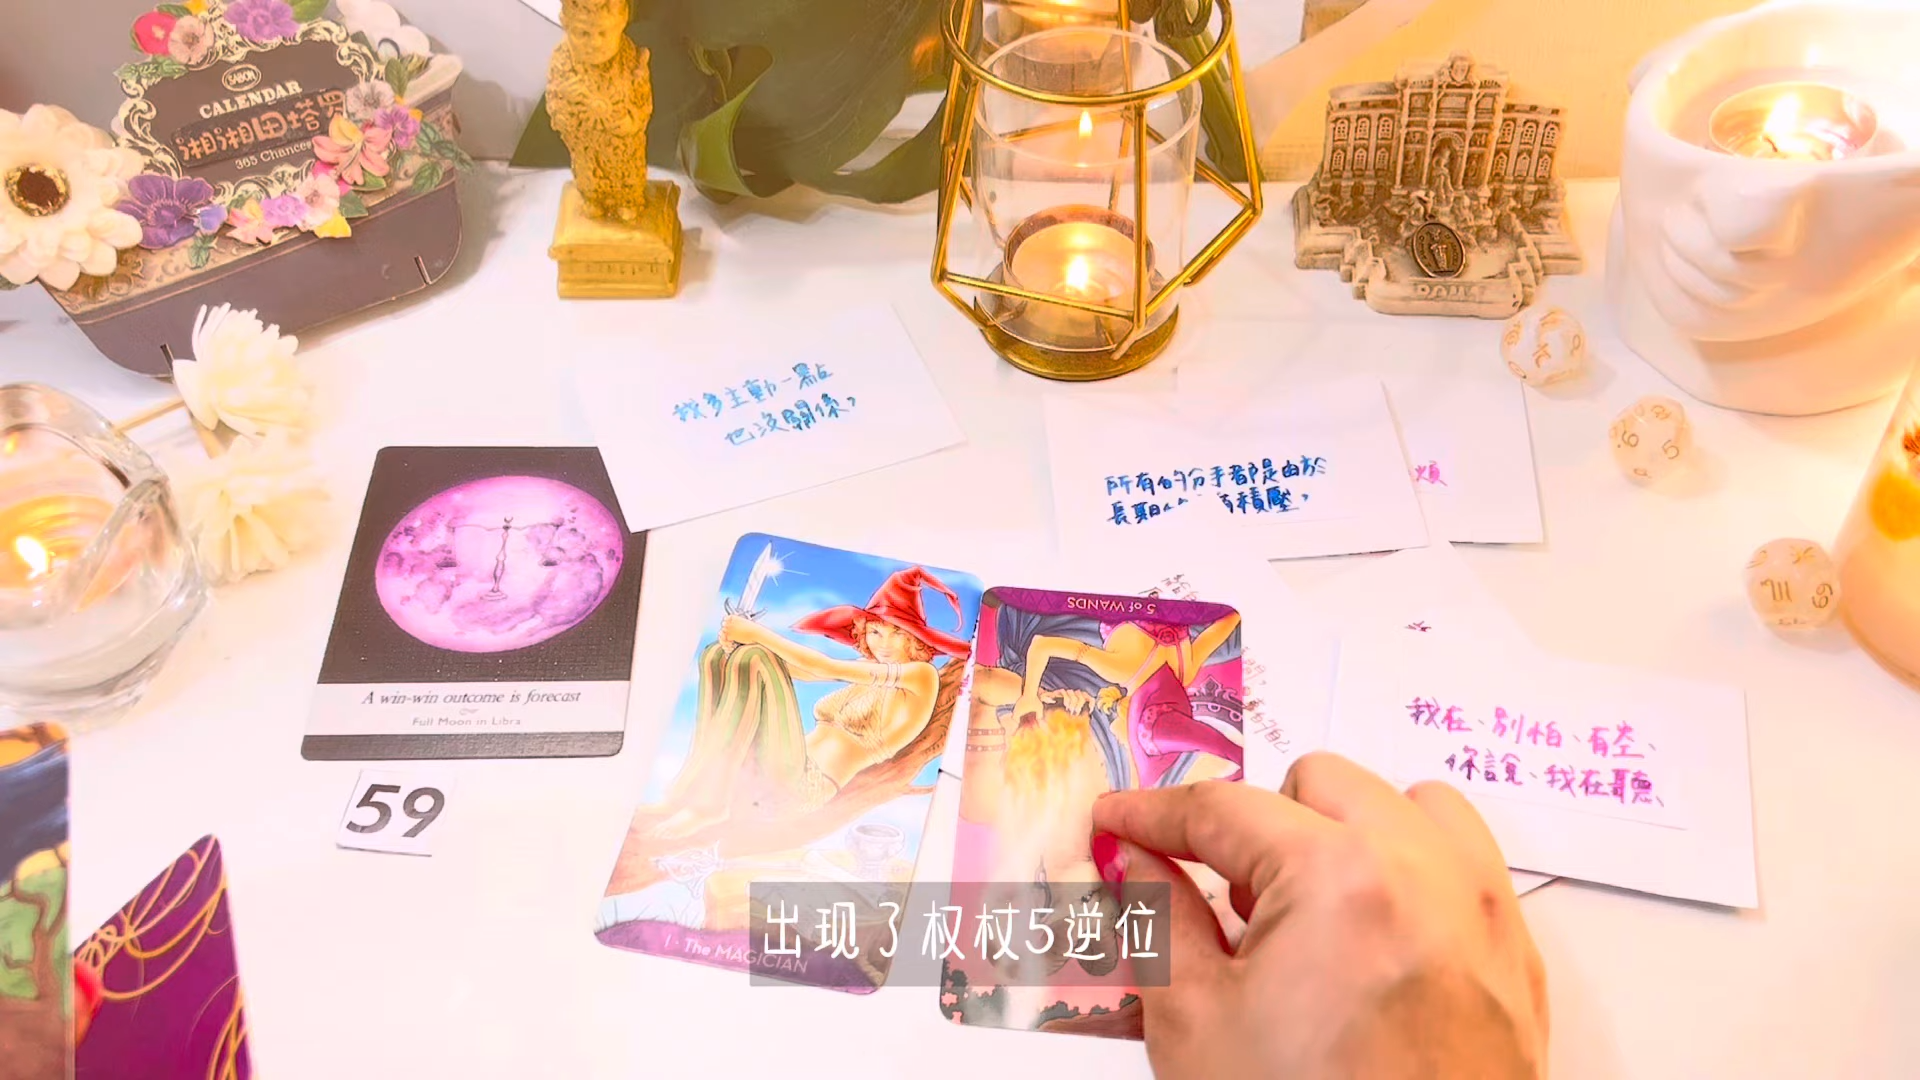 SABON
CALENDAR
湘湘田塔罗
365 Chances
我多主動一點
也沒關係,
所有的分手都是由於
長期 積壓,
煩
A win-win outcome is forecast
Full Moon in Libra
59
5 of WANDS
我在、別怕、有空、
你說、我在聽、
1 · The MAGICIAN
出现了权杖5逆位